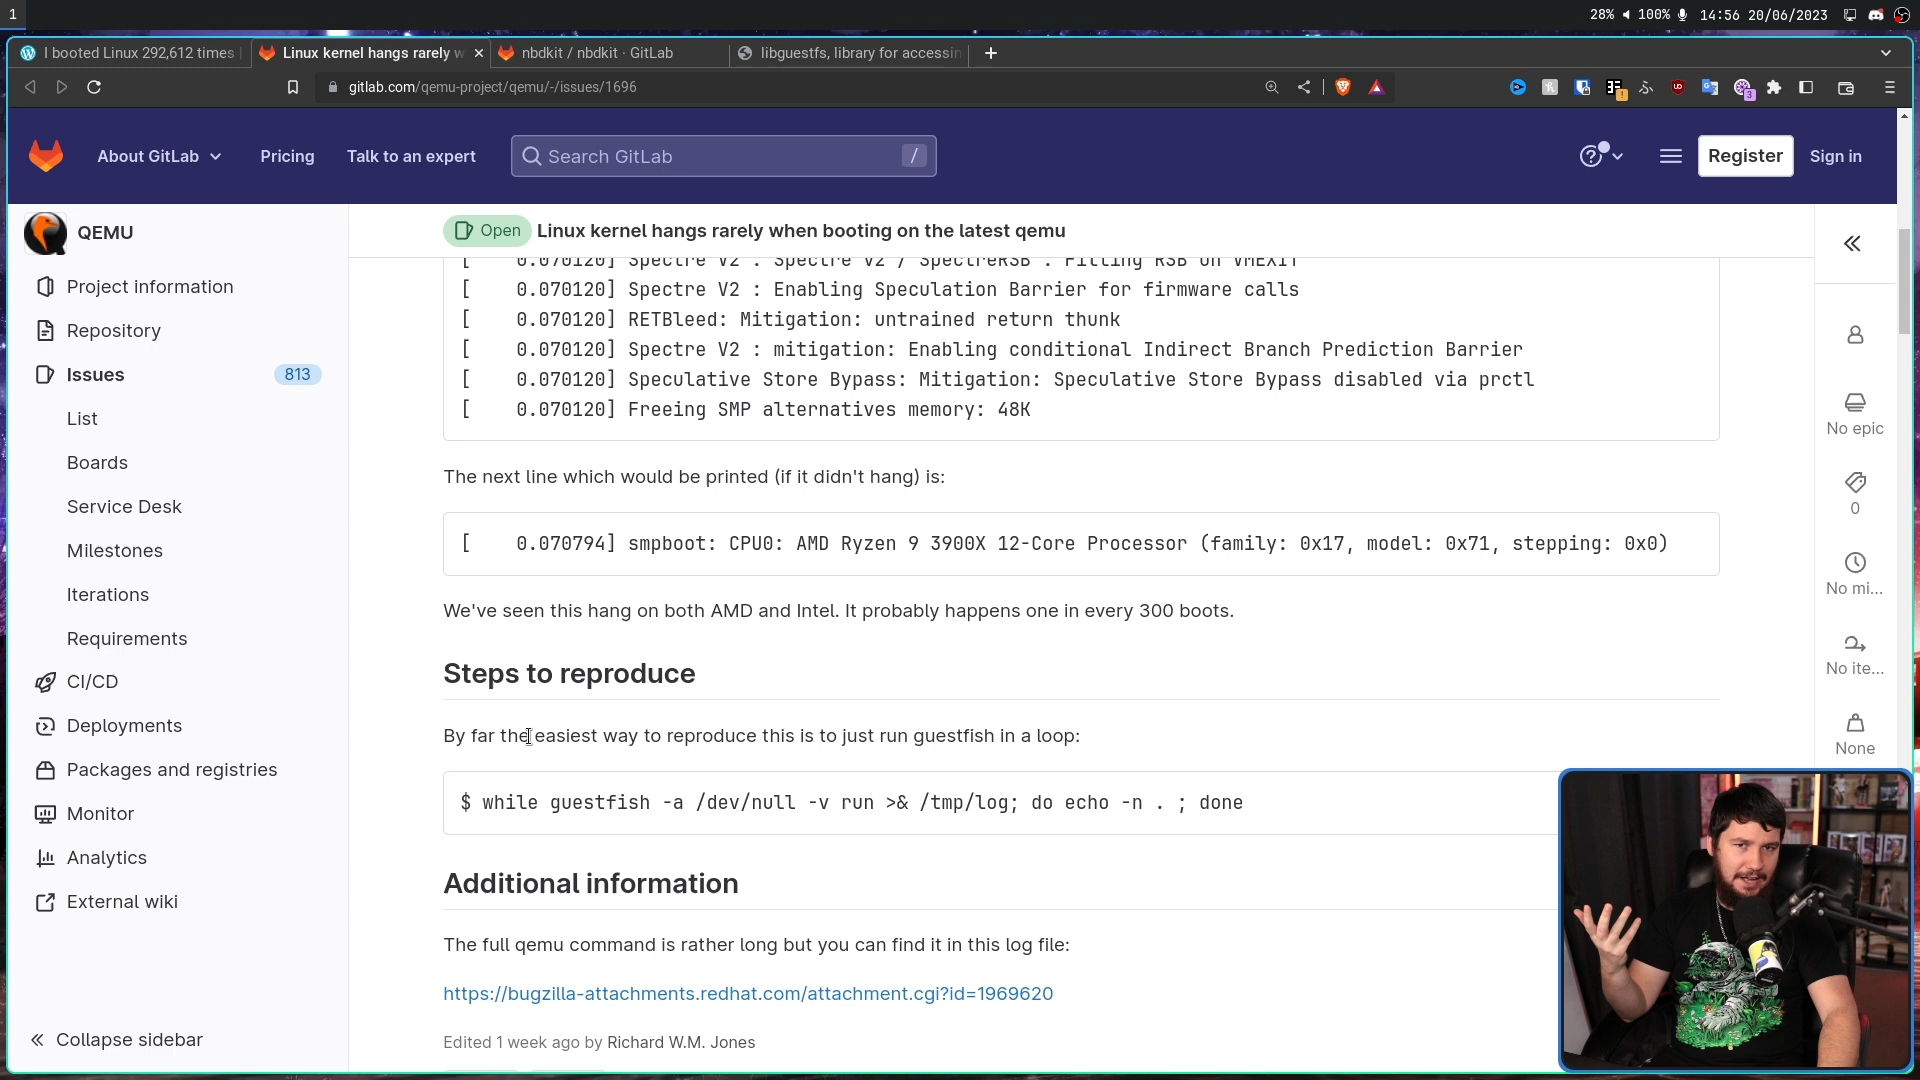 1
28% 100% 14:56 20/06/2023
I booted Linux 292,612 times
Linux kernel hangs rarely w
nbdkit / nbdkit · GitLab
libguestfs, library for accessin
gitlab.com/qemu-project/qemu/-/issues/1696
About GitLab
Pricing
Talk to an expert
Search GitLab
/
Register
Sign in
QEMU
Project information
Repository
Issues 813
List
Boards
Service Desk
Milestones
Iterations
Requirements
CI/CD
Deployments
Packages and registries
Monitor
Analytics
External wiki
Collapse sidebar
Open Linux kernel hangs rarely when booting on the latest qemu
[    0.070120] Spectre V2 : Spectre v2 / SpectreRSB : Filling RSB on VMEXIT
[    0.070120] Spectre V2 : Enabling Speculation Barrier for firmware calls
[    0.070120] RETBleed: Mitigation: untrained return thunk
[    0.070120] Spectre V2 : mitigation: Enabling conditional Indirect Branch Prediction Barrier
[    0.070120] Speculative Store Bypass: Mitigation: Speculative Store Bypass disabled via prctl
[    0.070120] Freeing SMP alternatives memory: 48K
The next line which would be printed (if it didn't hang) is:
[    0.070794] smpboot: CPU0: AMD Ryzen 9 3900X 12-Core Processor (family: 0x17, model: 0x71, stepping: 0x0)
We've seen this hang on both AMD and Intel. It probably happens one in every 300 boots.
Steps to reproduce
By far the easiest way to reproduce this is to just run guestfish in a loop:
$ while guestfish -a /dev/null -v run >& /tmp/log; do echo -n . ; done
Additional information
The full qemu command is rather long but you can find it in this log file:
https://bugzilla-attachments.redhat.com/attachment.cgi?id=1969620
Edited 1 week ago by Richard W.M. Jones
No epic
0
No mi...
No ite...
None